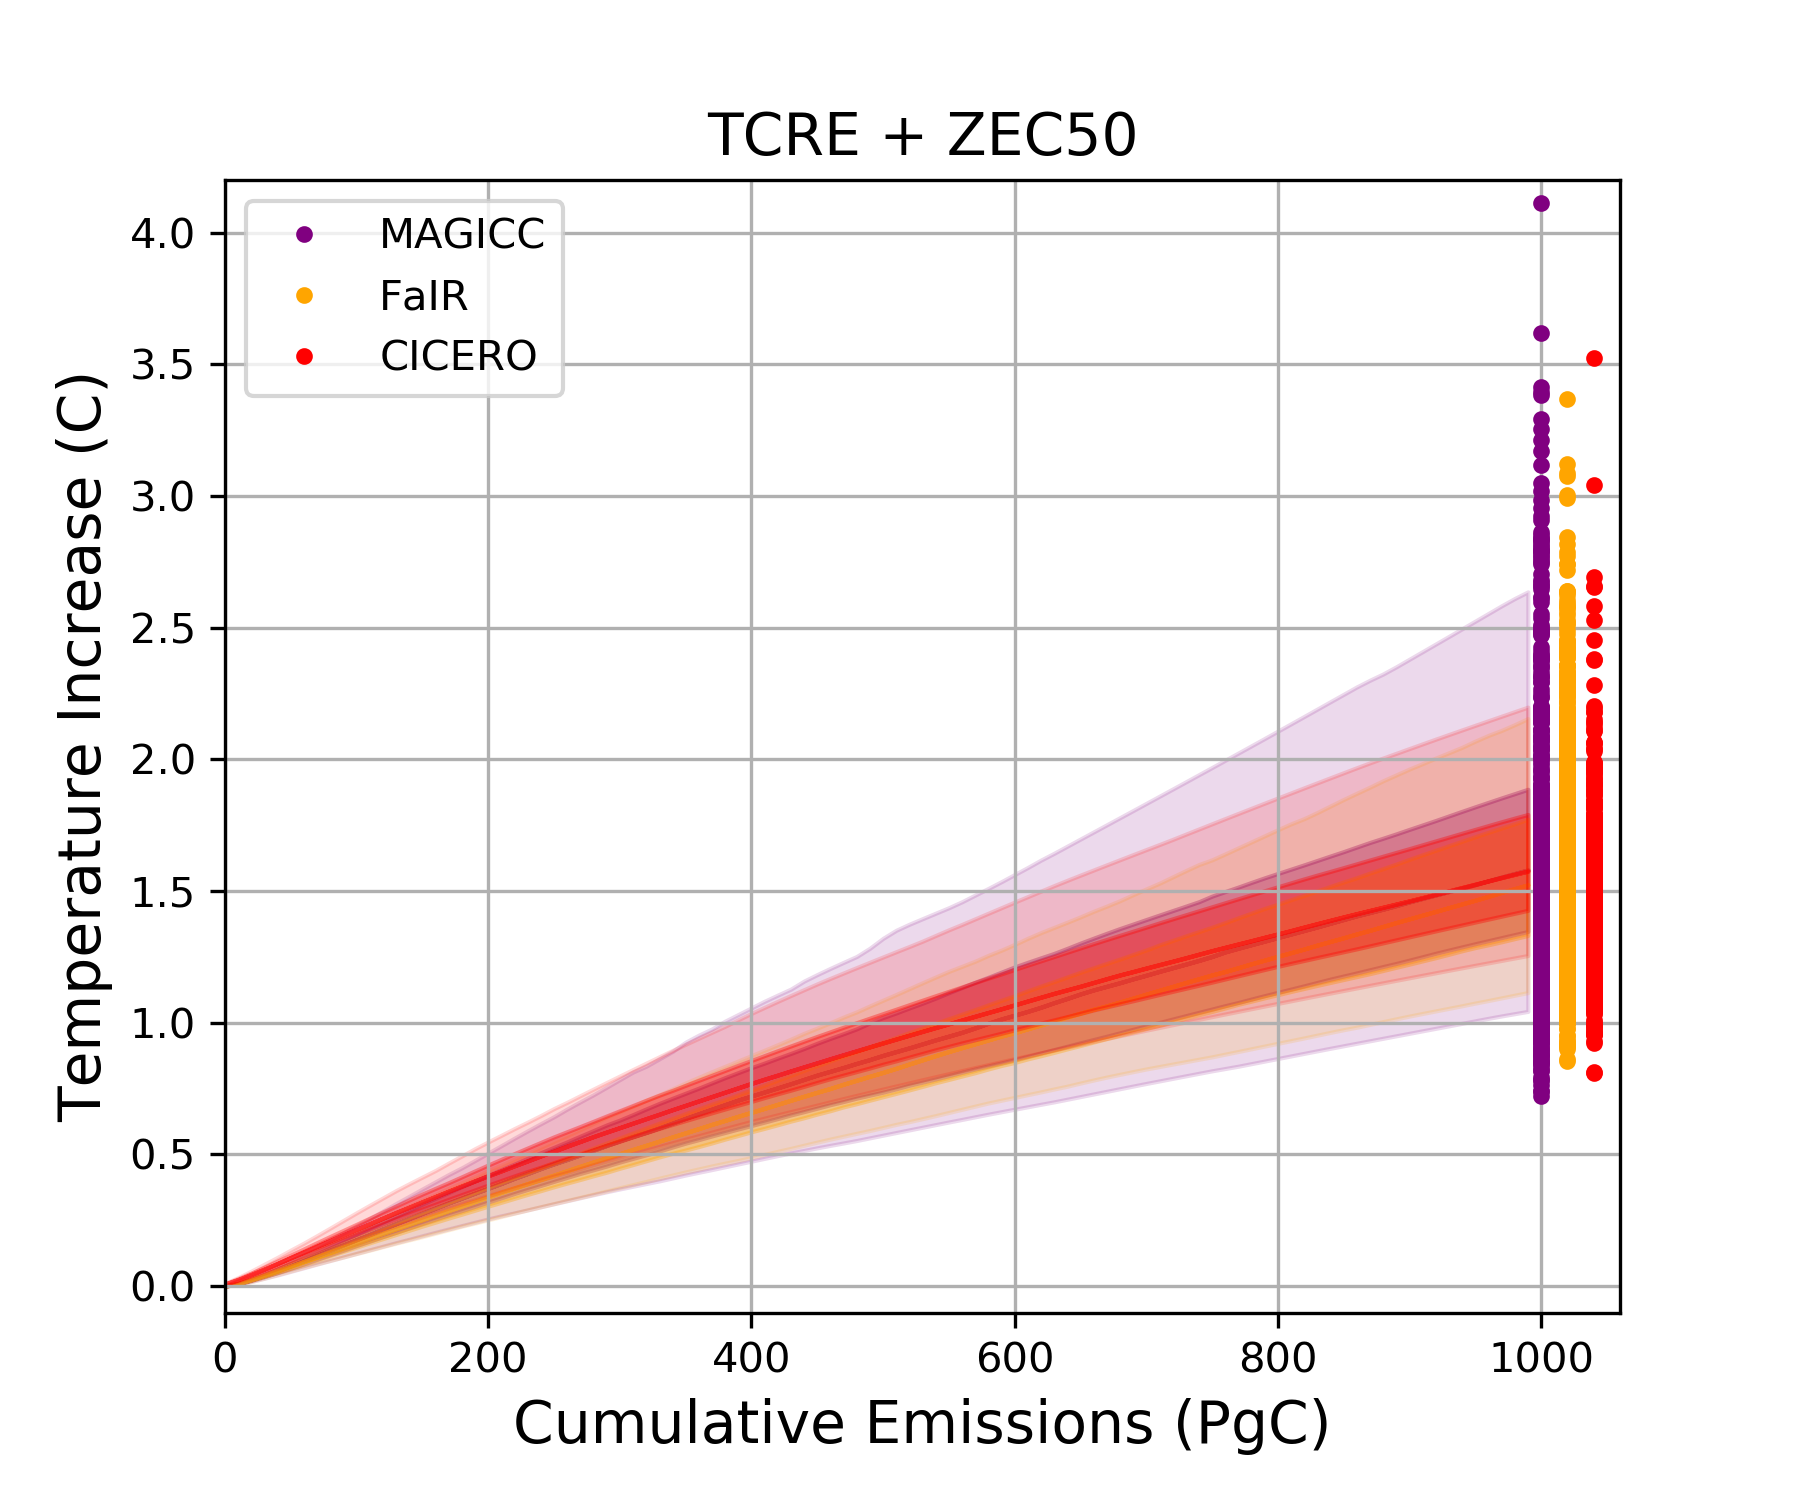 TCRE + ZEC50
MAGICC
FaIR
CICERO
4.0
3.5
3.0
2.5
2.0
1.5
1.0
0.5
0.0
Temperature Increase (C)
0 200 400 600 800 1000
Cumulative Emissions (PgC)